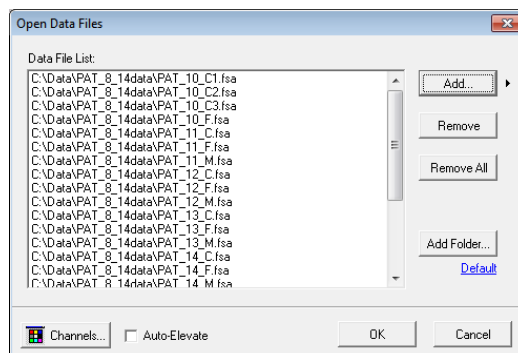 Open Data Files
Data File List:
C:\Data\PAT_8_14data\PAT_10_C1.fsa
C:\Data\PAT_8_14data\PAT_10_C2.fsa
C:\Data\PAT_8_14data\PAT_10_C3.fsa
C:\Data\PAT_8_14data\PAT_10_F.fsa
C:\Data\PAT_8_14data\PAT_11_C.fsa
C:\Data\PAT_8_14data\PAT_11_F.fsa
C:\Data\PAT_8_14data\PAT_11_M.fsa
C:\Data\PAT_8_14data\PAT_12_C.fsa
C:\Data\PAT_8_14data\PAT_12_F.fsa
C:\Data\PAT_8_14data\PAT_12_M.fsa
C:\Data\PAT_8_14data\PAT_13_C.fsa
C:\Data\PAT_8_14data\PAT_13_F.fsa
C:\Data\PAT_8_14data\PAT_13_M.fsa
C:\Data\PAT_8_14data\PAT_14_C.fsa
C:\Data\PAT_8_14data\PAT_14_F.fsa
C:\Data\PAT_8_14data\PAT_14_M.fsa
Add...
Remove
Remove All
Add Folder...
Default
Channels...
Auto-Elevate
OK
Cancel